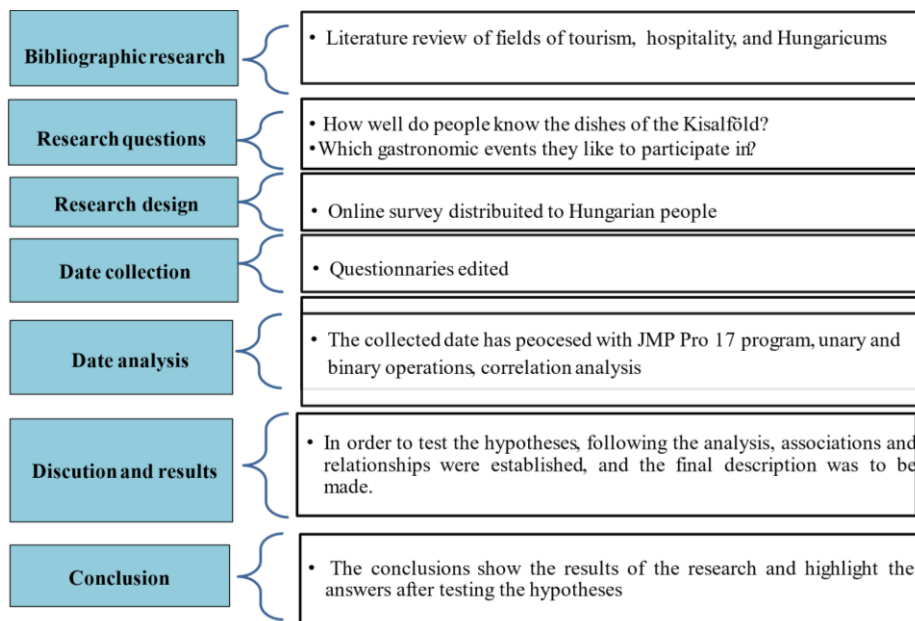 Bibliographic research
• Literature review of fields of tourism, hospitality, and Hungaricums
Research questions
• How well do people know the dishes of the Kisalföld?
•Which gastronomic events they like to participate in?
Research design
• Online survey distribuited to Hungarian people
Date collection
• Questionnaries edited
Date analysis
• The collected date has peocesed with JMP Pro 17 program, unary and
binary operations, correlation analysis
Discution and results
• In order to test the hypotheses, following the analysis, associations and
relationships were established, and the final description was to be
made.
Conclusion
• The conclusions show the results of the research and highlight the
answers after testing the hypotheses